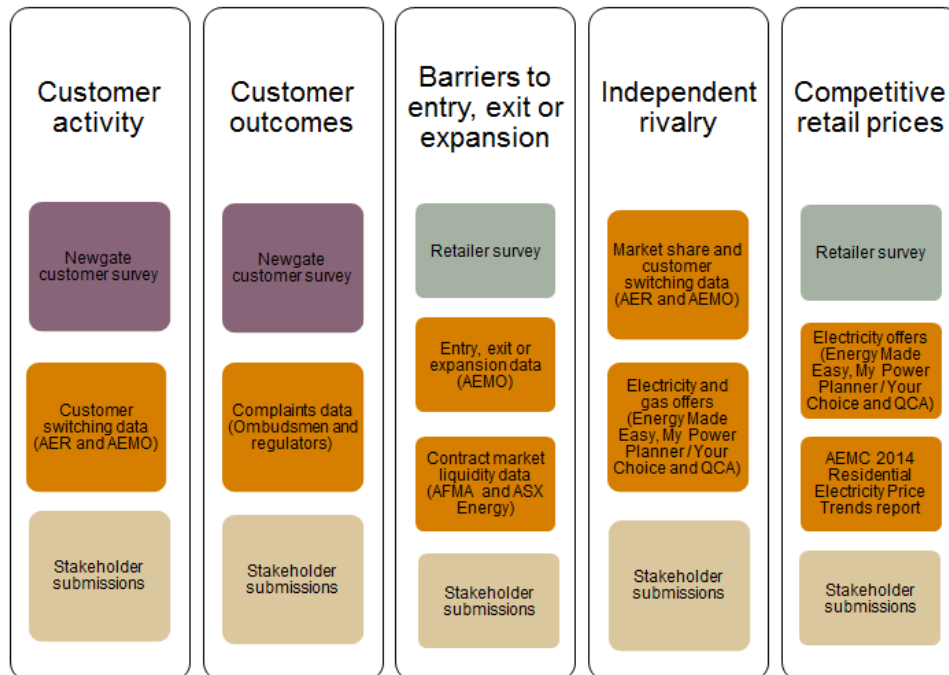 Customer
activity
Newgate
customer survey
Customer
switching data
(AER and AEMO)
Stakeholder
submissions
Customer
outcomes
Newgate
customer survey
Complaints data
(Ombudsmen and
regulators)
Stakeholder
submissions
Barriers to
entry, exit or
expansion
Retailer survey
Entry, exit or
expansion data
(AEMO)
Contract market
liquidity data
(AFMA and ASX
Energy)
Stakeholder
submissions
Independent
rivalry
Market share and
customer
switching data
(AER and AEMO)
Electricity and
gas offers
(Energy Made
Easy, My Power
Planner / Your
Choice and QCA)
Stakeholder
submissions
Competitive
retail prices
Retailer survey
Electricity offers
(Energy Made
Easy, My Power
Planner / Your
Choice and QCA)
AEMC 2014
Residential
Electricity Price
Trends report
Stakeholder
submissions